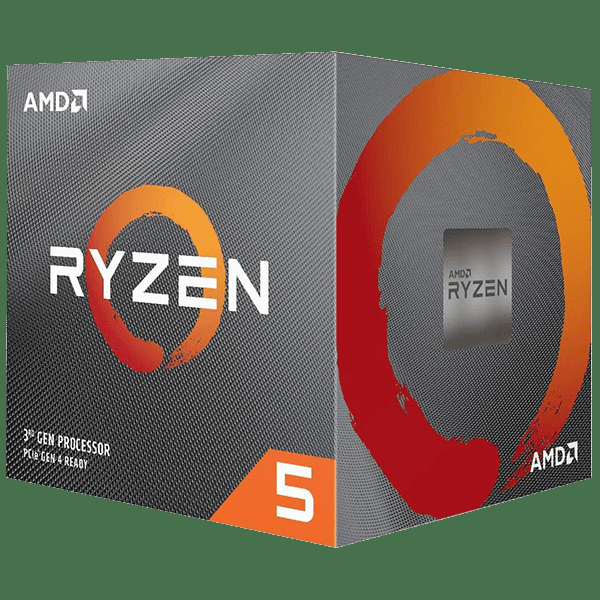 AMD
RYZEN
3RD GEN PROCESSOR
PCIe GEN 4 READY
5
AMD
RYZEN
AMD